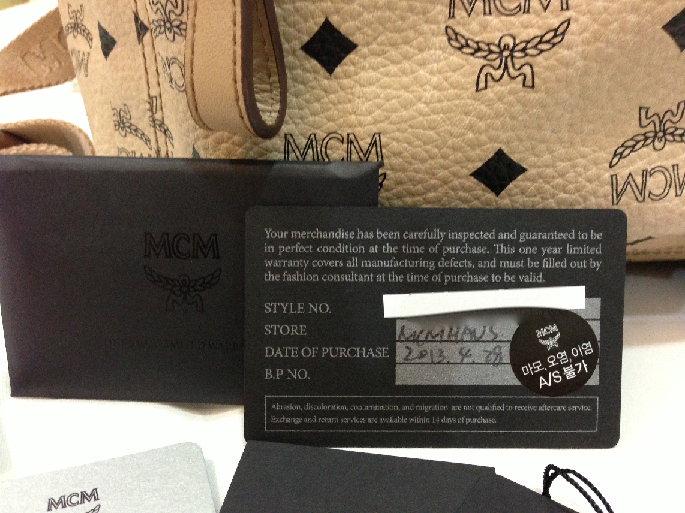 MCM
MCM
MCM
MCM
Your merchandise has been carefully inspected and guaranteed to be
in perfect condition at the time of purchase. This one year limited
warranty covers all manufacturing defects, and must be filled out by
the fashion consultant at the time of purchase to be valid.
STYLE NO.
STORE
DATE OF PURCHASE 2013. 4. 28
B.P NO.
마모, 오염, 이염
A/S 불가
Abrasion, discoloration, contamination, and migration are not qualified to receive aftercare service.
Exchange and return services are available within 14 days of purchase.
MCM